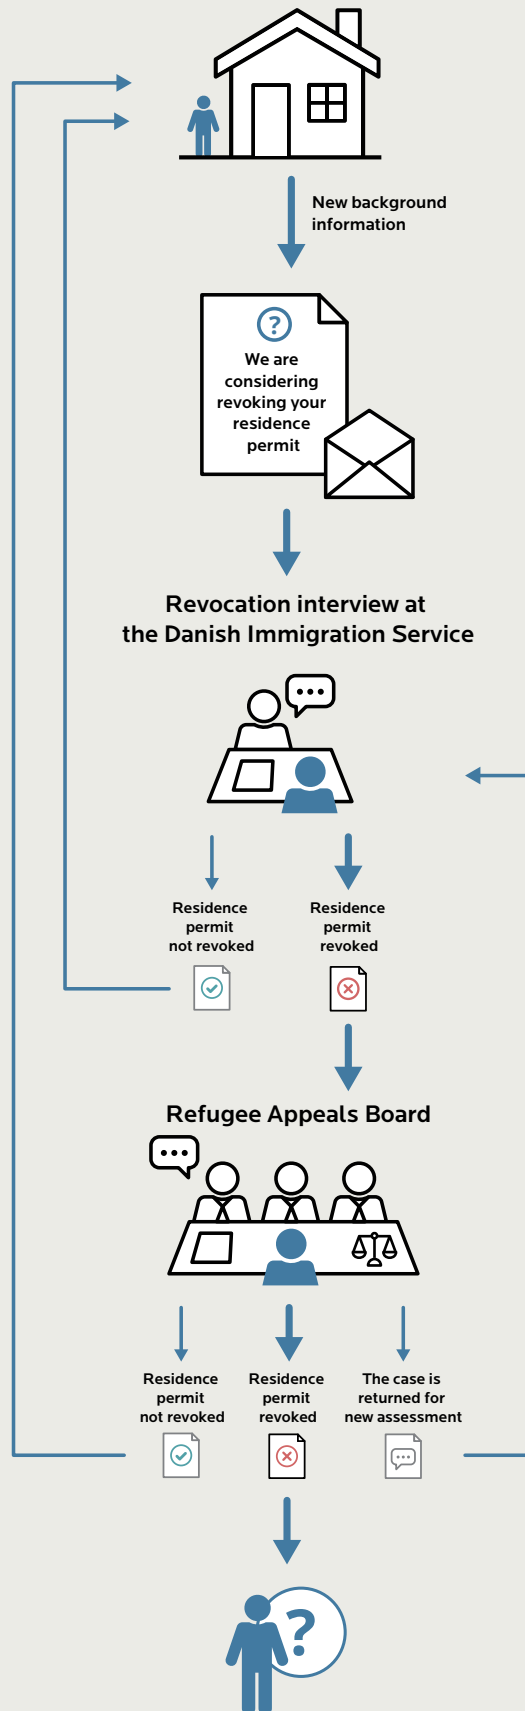 New background
information
?
We are
considering
revoking your
residence
permit
Revocation interview at
the Danish Immigration Service
Residence
permit
not revoked
Residence
permit
revoked
Refugee Appeals Board
Residence
permit
not revoked
Residence
permit
revoked
The case is
returned for
new assessment
?